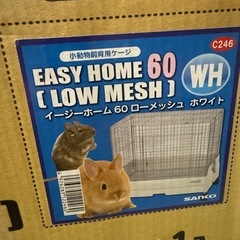 小動物飼育用ケージ
C246
EASY HOME 60
[LOW MESH]
WH
イージーホーム 60 ローメッシュ ホワイト
SANKO